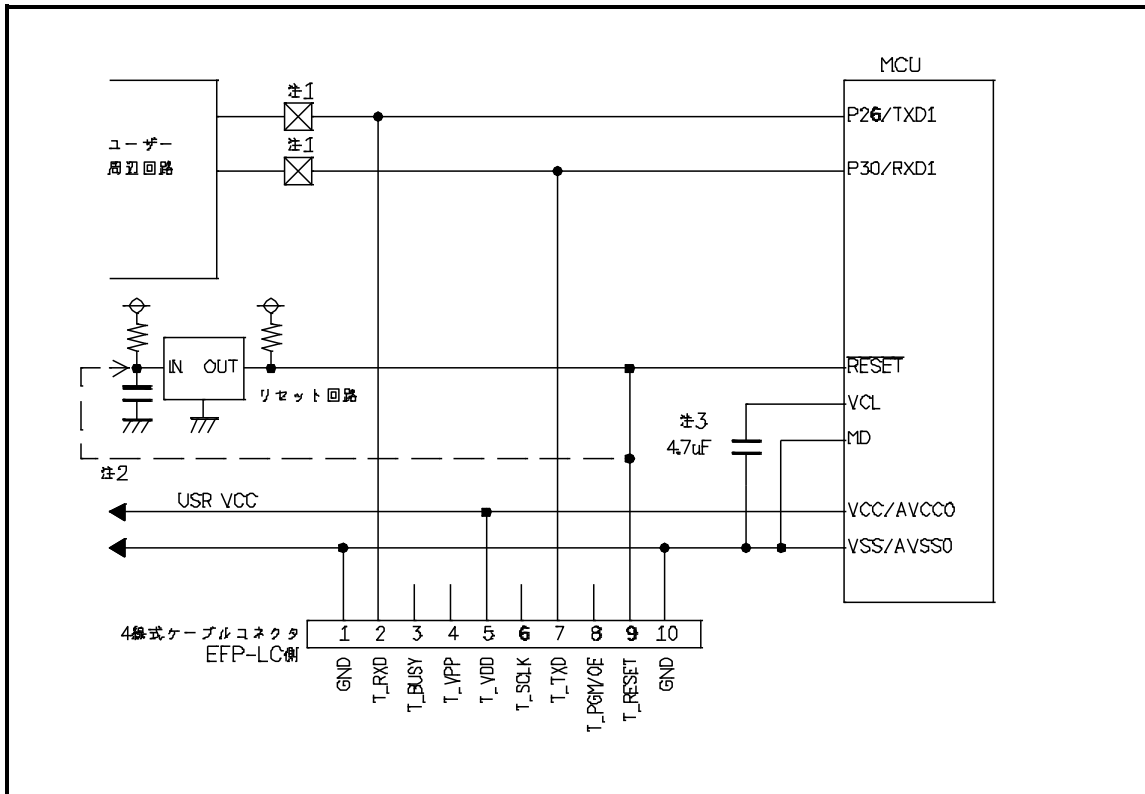 MCU
注1
P26/TXD1
注1
P30/RXD1
ユーザー
周辺回路
IN OUT
リセット回路
RESET
VCL
注3
4.7uF
MD
注2
USR VCC
VCC/AVCC0
VSS/AVSS0
4線式ケーブルコネクタ
EFP-LC側
1 2 3 4 5 6 7 8 9 10
GND
T_RXD
T_BUSY
T_VPP
T_VDD
T_SCLK
T_TXD
T_PGM/OE
T_RESET
GND